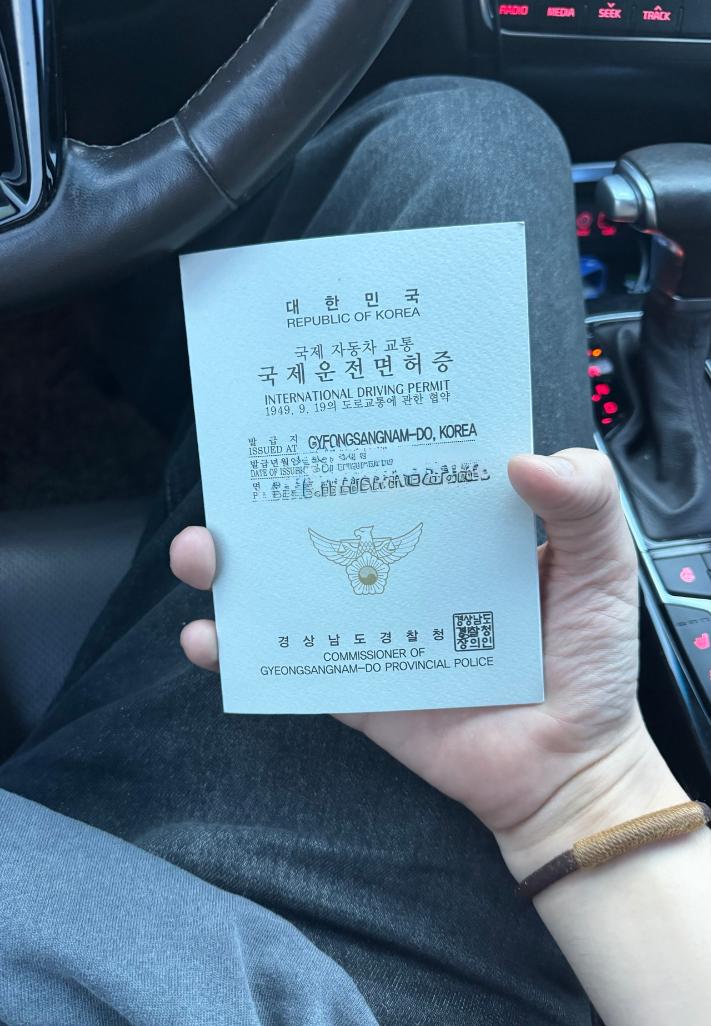 RADIO MEDIA SEEK TRACK
대한민국
REPUBLIC OF KOREA
국제 자동차 교통
국제운전면허증
INTERNATIONAL DRIVING PERMIT
1949. 9. 19의 도로교통에 관한 협약
발급지
ISSUED AT GYEONGSANGNAM-DO, KOREA
발급년월일
DATE OF ISSUE
경상남도경찰청
경상남도
경찰청
장의인
COMMISSIONER OF
GYEONGSANGNAM-DO PROVINCIAL POLICE